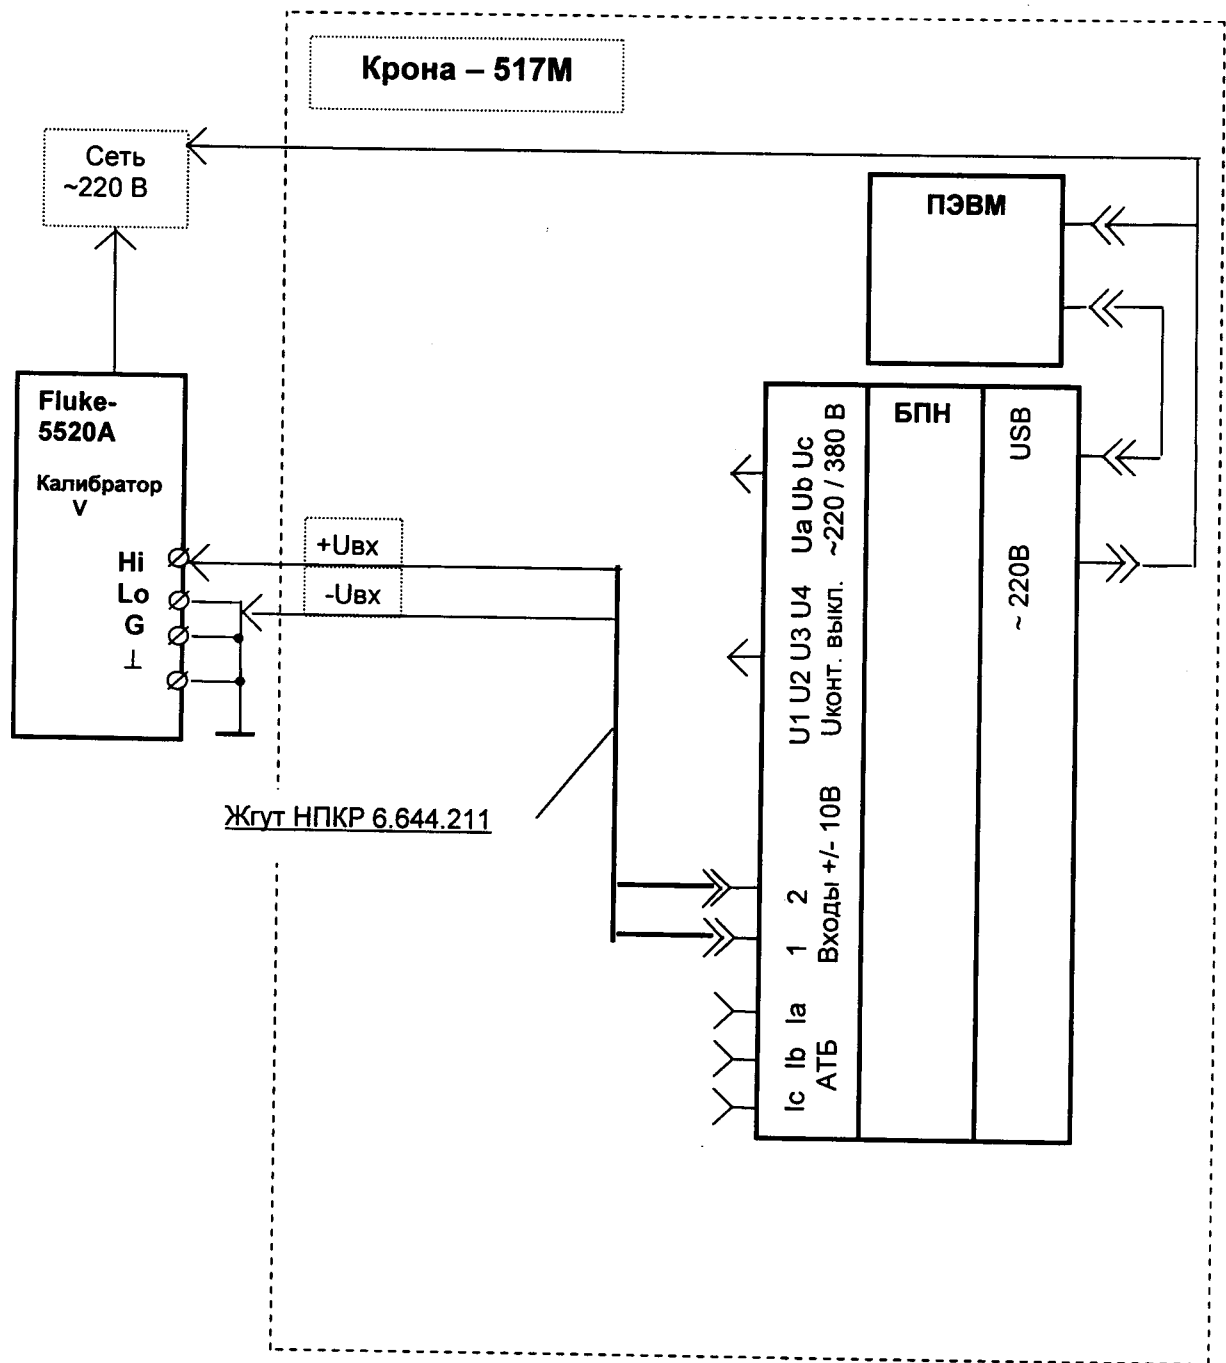 Крона – 517М
Сеть
~220 В
ПЭВМ
Fluke-
5520A
Калибратор
V
Hi
Lo
G
⊥
+Uвх
-Uвх
Жгут НПКР 6.644.211
БПН
Ua Ub Uc
~220 / 380 В
U1 U2 U3 U4
Uконт. выкл.
1 2
Входы +/- 10В
Ic Ib Ia
АТБ
USB
~ 220В